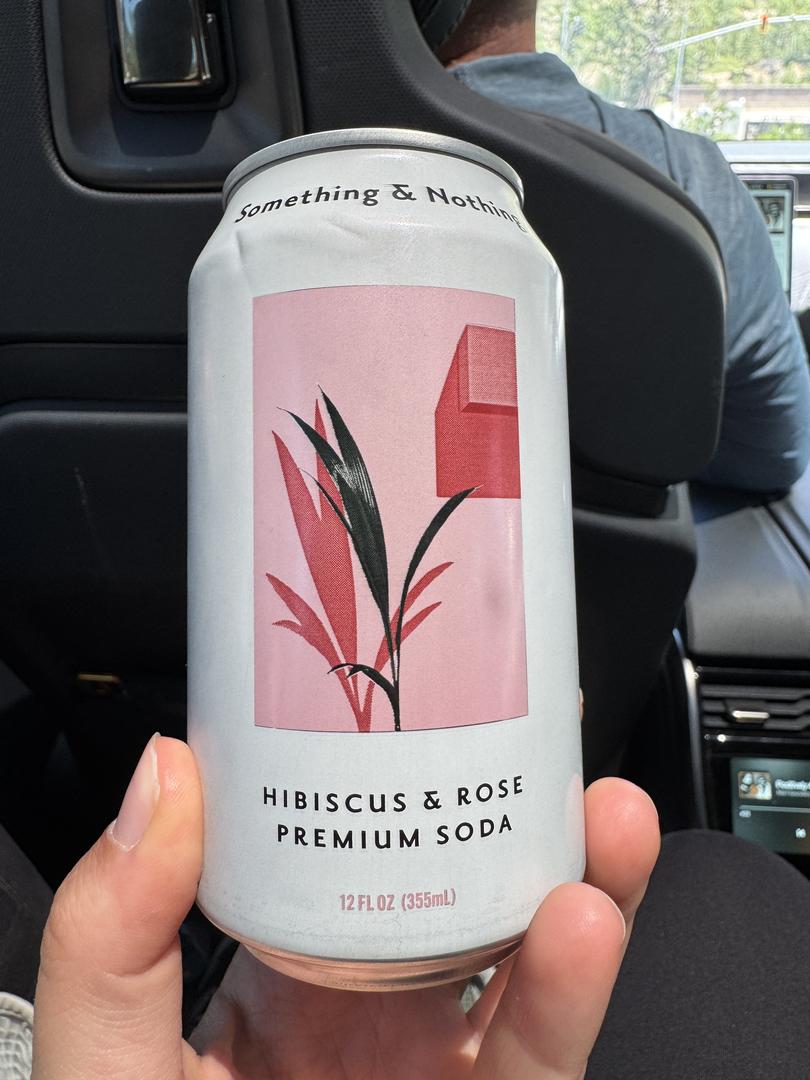 Something & Nothing
HIBISCUS & ROSE
PREMIUM SODA
12 FL OZ (355mL)